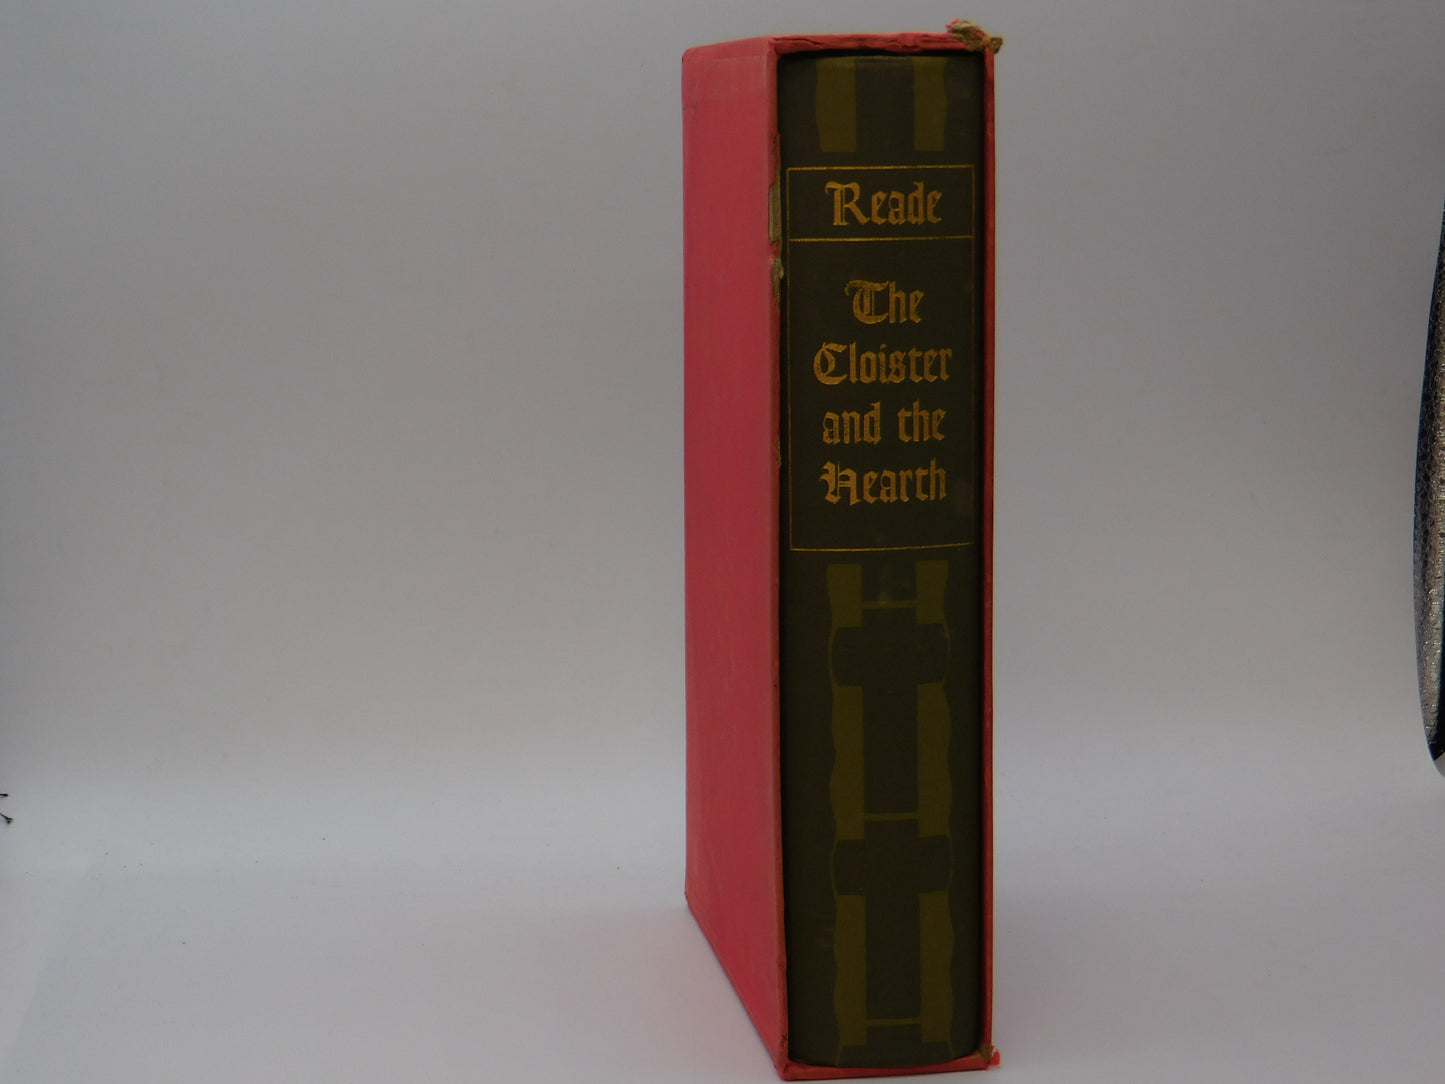 Reade
The
Cloister
and the
Hearth